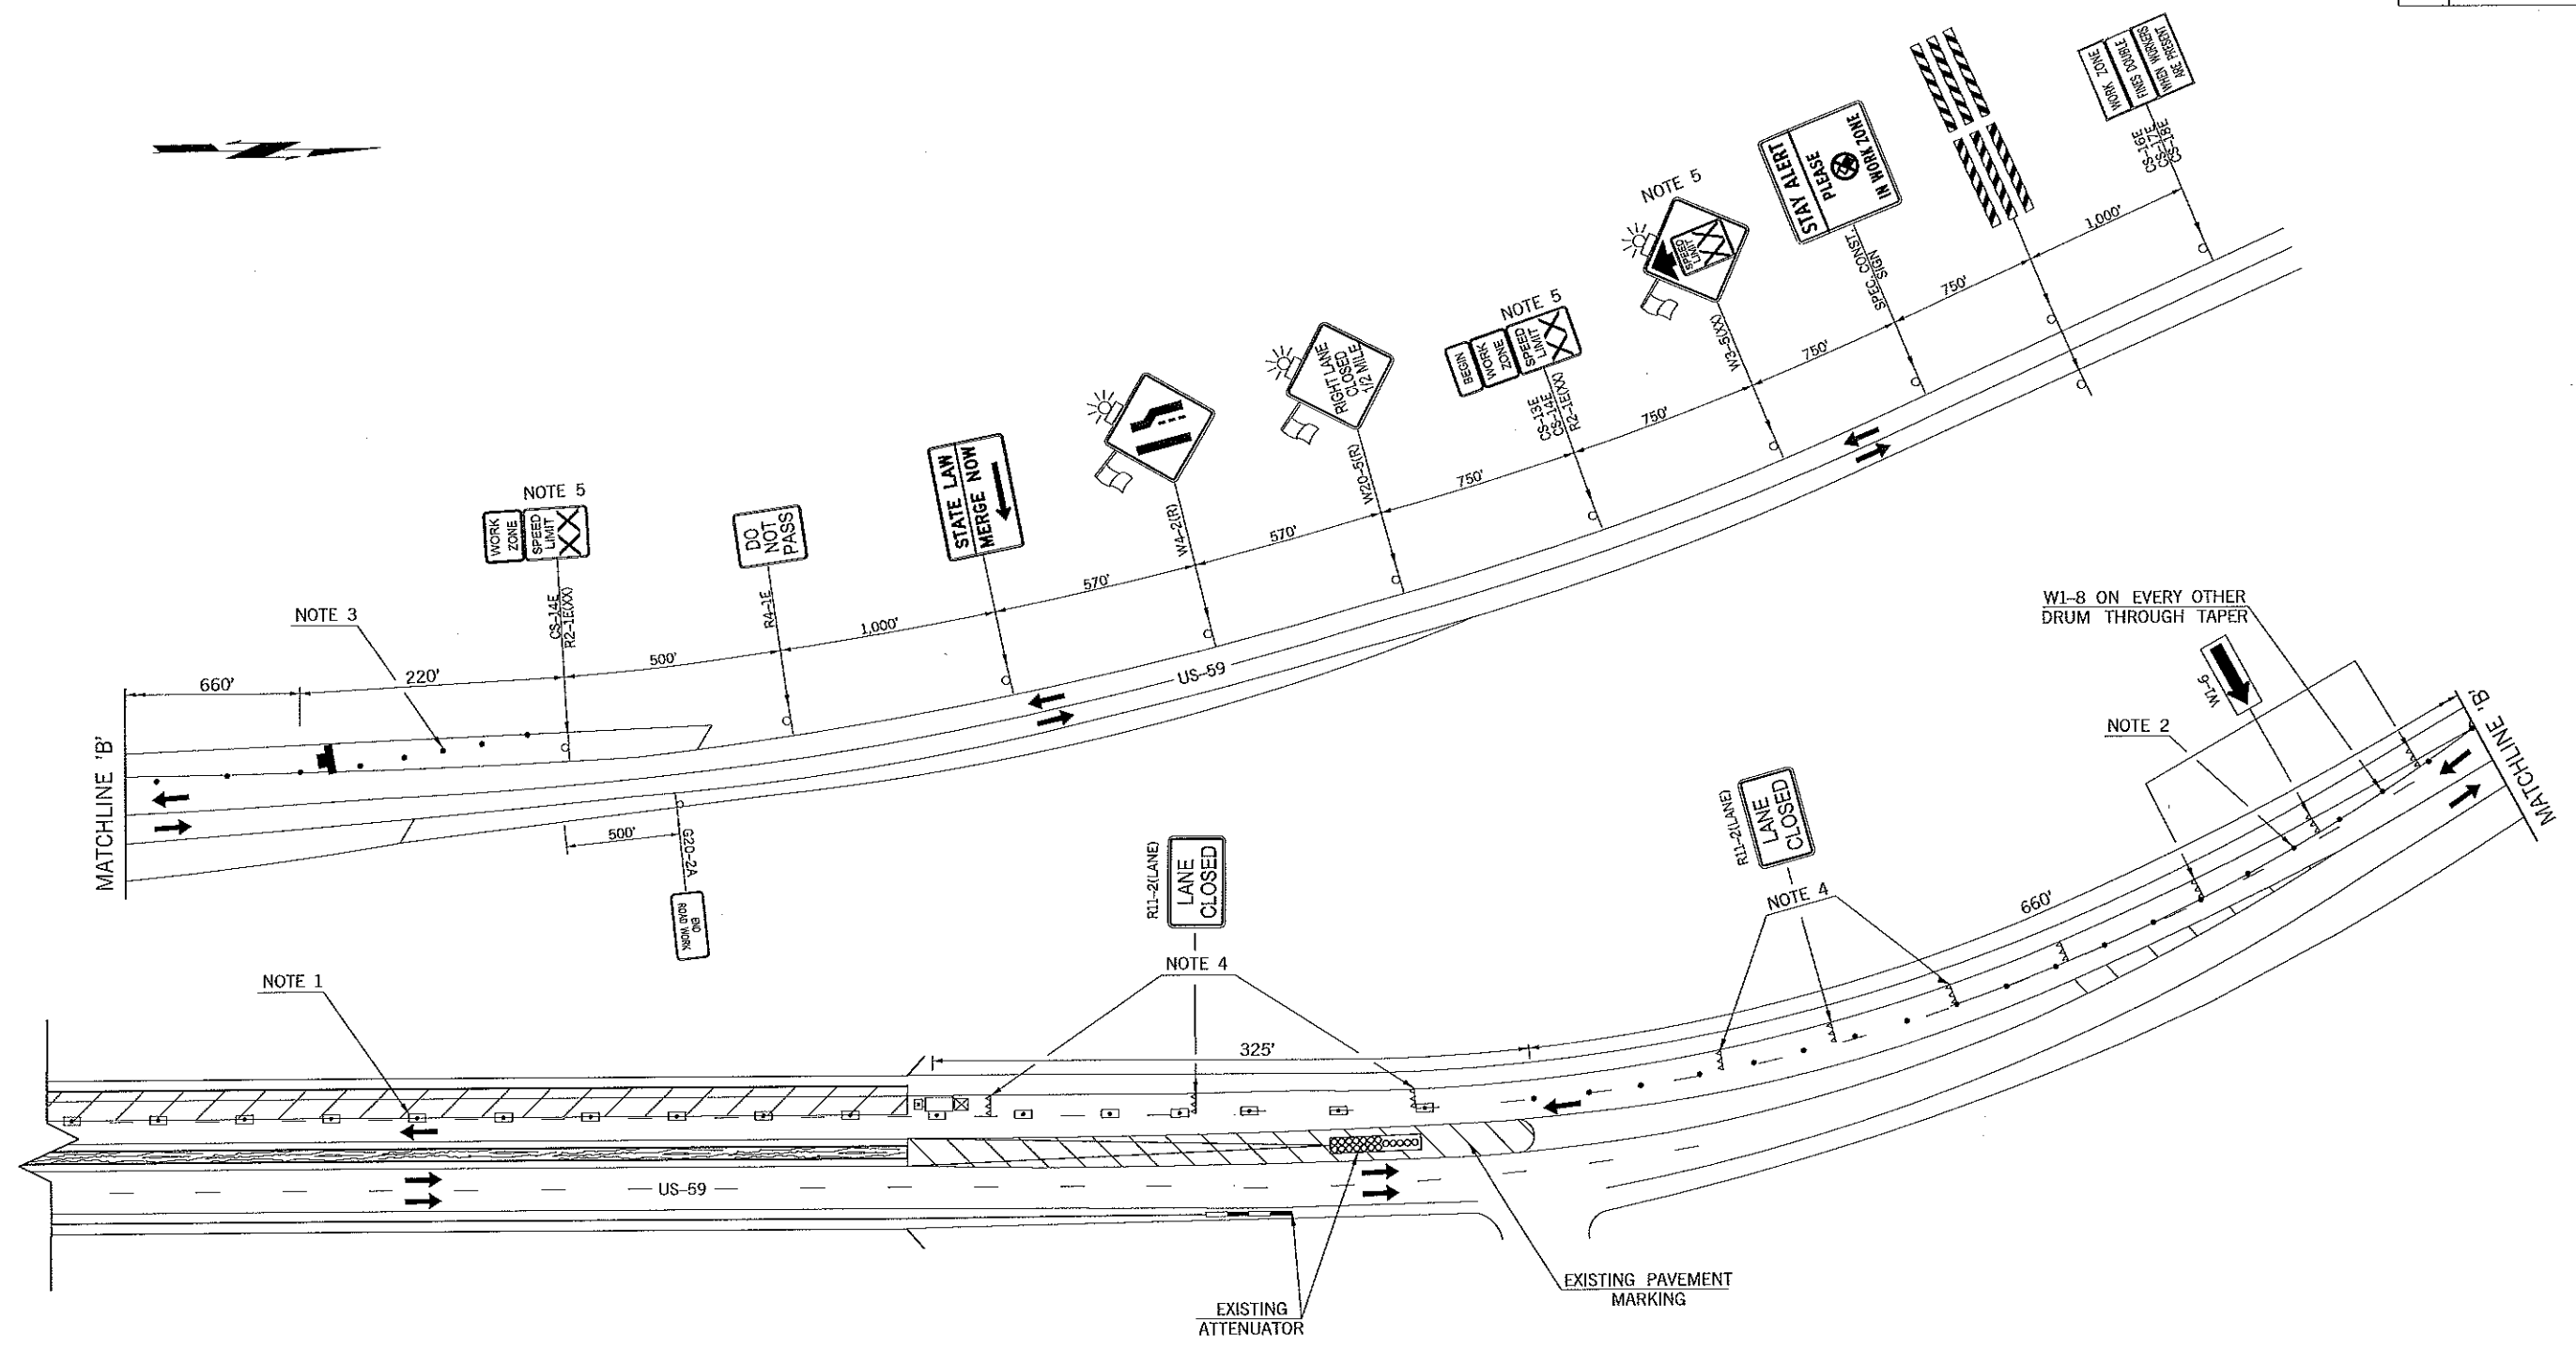 WORK ZONE
FINES DOUBLE
WHEN WORKERS
ARE PRESENT
CS-16E
CS-17E
CS-18E
1,000'
750'
STAY ALERT
PLEASE
IN WORK ZONE
SPEC. CONST.
SIGN
750'
NOTE 5
SPEED
LIMIT
XX
W3-5(XX)
750'
NOTE 5
BEGIN
WORK
ZONE
SPEED
LIMIT
XX
CS-13E
CS-14E
R2-1E(XX)
750'
RIGHT LANE
CLOSED
1/2 MILE
W20-5(R)
570'
W4-2(R)
570'
STATE LAW
MERGE NOW
1,000'
DO
NOT
PASS
R4-1E
500'
NOTE 5
WORK
ZONE
SPEED
LIMIT
XX
CS-14E
R2-1E(XX)
NOTE 3
220'
660'
MATCHLINE 'B'
US-59
500'
G20-2A
END
ROAD WORK
W1-8 ON EVERY OTHER
DRUM THROUGH TAPER
W1-6
NOTE 2
MATCHLINE 'B'
660'
R11-2(LANE)
LANE
CLOSED
NOTE 4
R11-2(LANE)
LANE
CLOSED
NOTE 4
325'
NOTE 1
US-59
EXISTING
ATTENUATOR
EXISTING PAVEMENT
MARKING
750'